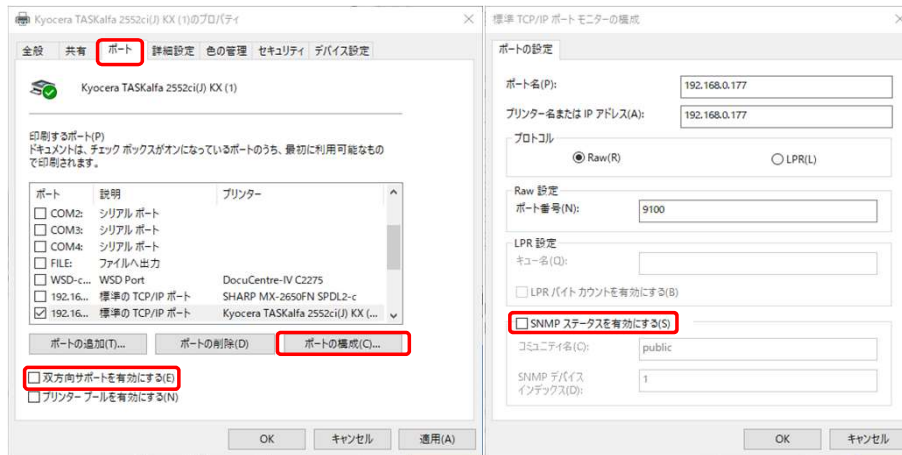 Kyocera TASKalfa 2552ci(J) KX (1)のプロパティ
全般 共有 ポート 詳細設定 色の管理 セキュリティ デバイス設定
Kyocera TASKalfa 2552ci(J) KX (1)
印刷するポート(P)
ドキュメントは、チェック ボックスがオンになっているポートのうち、最初に利用可能なもの
で印刷されます。
ポート 説明 プリンター
COM2: シリアル ポート
COM3: シリアル ポート
COM4: シリアル ポート
FILE: ファイルへ出力
WSD-c... WSD Port DocuCentre-IV C2275
192.16... 標準の TCP/IP ポート SHARP MX-2650FN SPDL2-c
192.16... 標準の TCP/IP ポート Kyocera TASKalfa 2552ci(J) KX (...
ポートの追加(T)... ポートの削除(D) ポートの構成(C)...
双方向サポートを有効にする(E)
プリンター プールを有効にする(N)
OK キャンセル 適用(A)
標準 TCP/IP ポート モニターの構成
ポートの設定
ポート名(P): 192.168.0.177
プリンター名または IP アドレス(A): 192.168.0.177
プロトコル
Raw(R) LPR(L)
Raw 設定
ポート番号(N): 9100
LPR 設定
キュー名(Q):
LPR バイト カウントを有効にする(B)
SNMP ステータスを有効にする(S)
コミュニティ名(C): public
SNMP デバイス
インデックス(D): 1
OK キャンセル